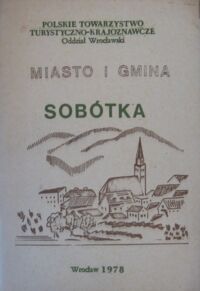 POLSKIE TOWARZYSTWO
TURYSTYCZNO-KRAJOZNAWCZE
Oddział Wrocławski
MIASTO I GMINA
SOBÓTKA
Wrocław 1978